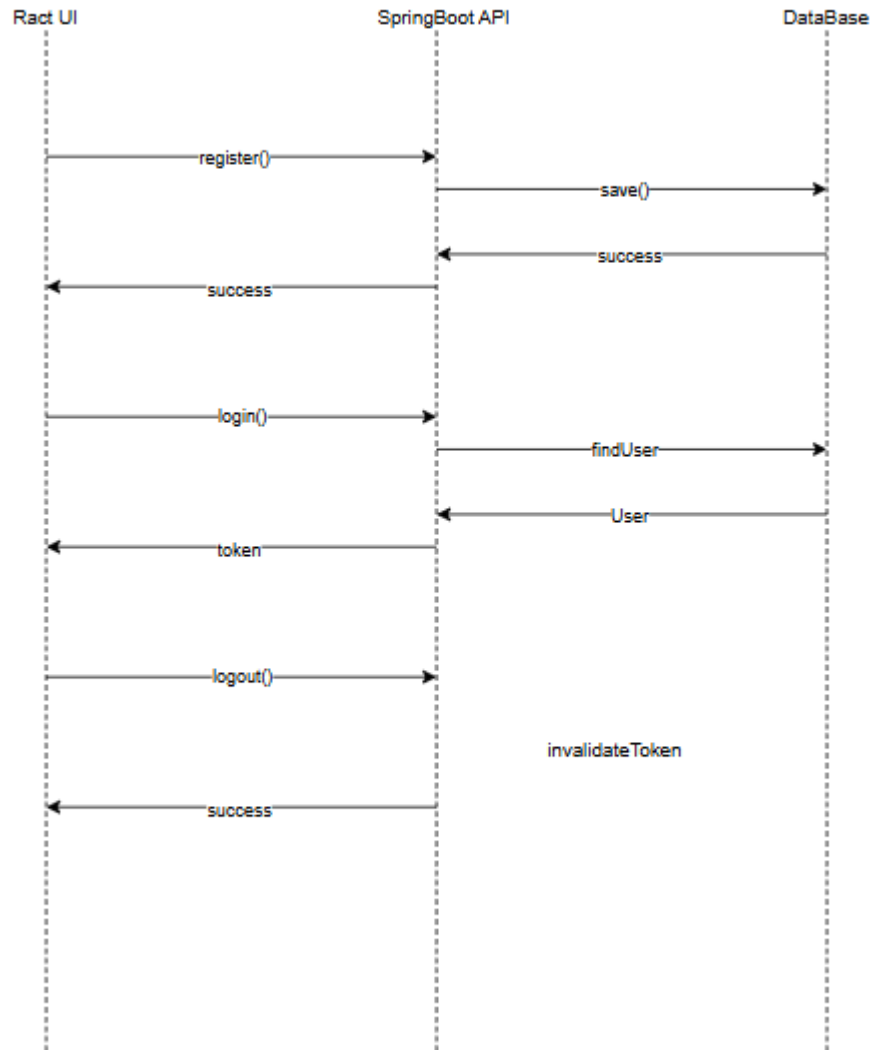 Ract UI
SpringBoot API
DataBase
register()
save()
success
success
login()
findUser
User
token
logout()
invalidateToken
success